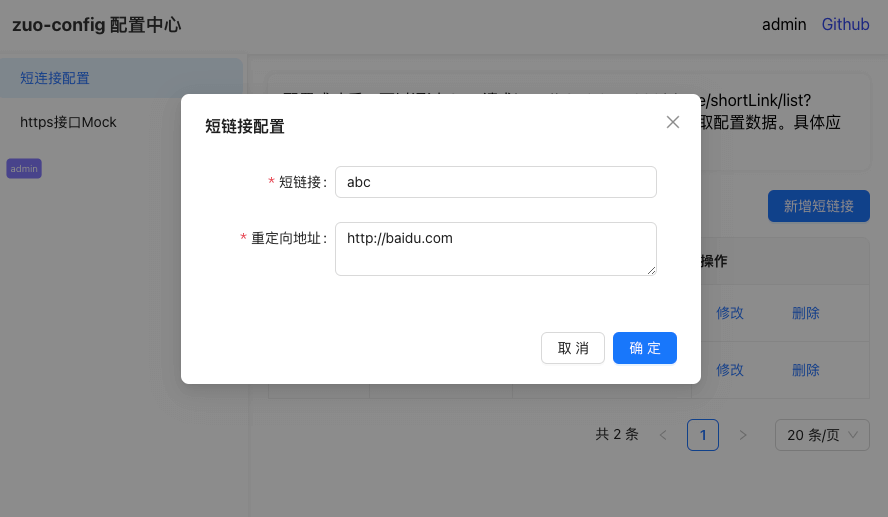 zuo-config 配置中心
admin
Github
短连接配置
https接口Mock
admin
e/shortLink/list?
取配置数据。具体应
新增短链接
操作
修改
删除
修改
删除
共 2 条
1
20 条/页
短链接配置
* 短链接:
abc
* 重定向地址:
http://baidu.com
取 消
确 定